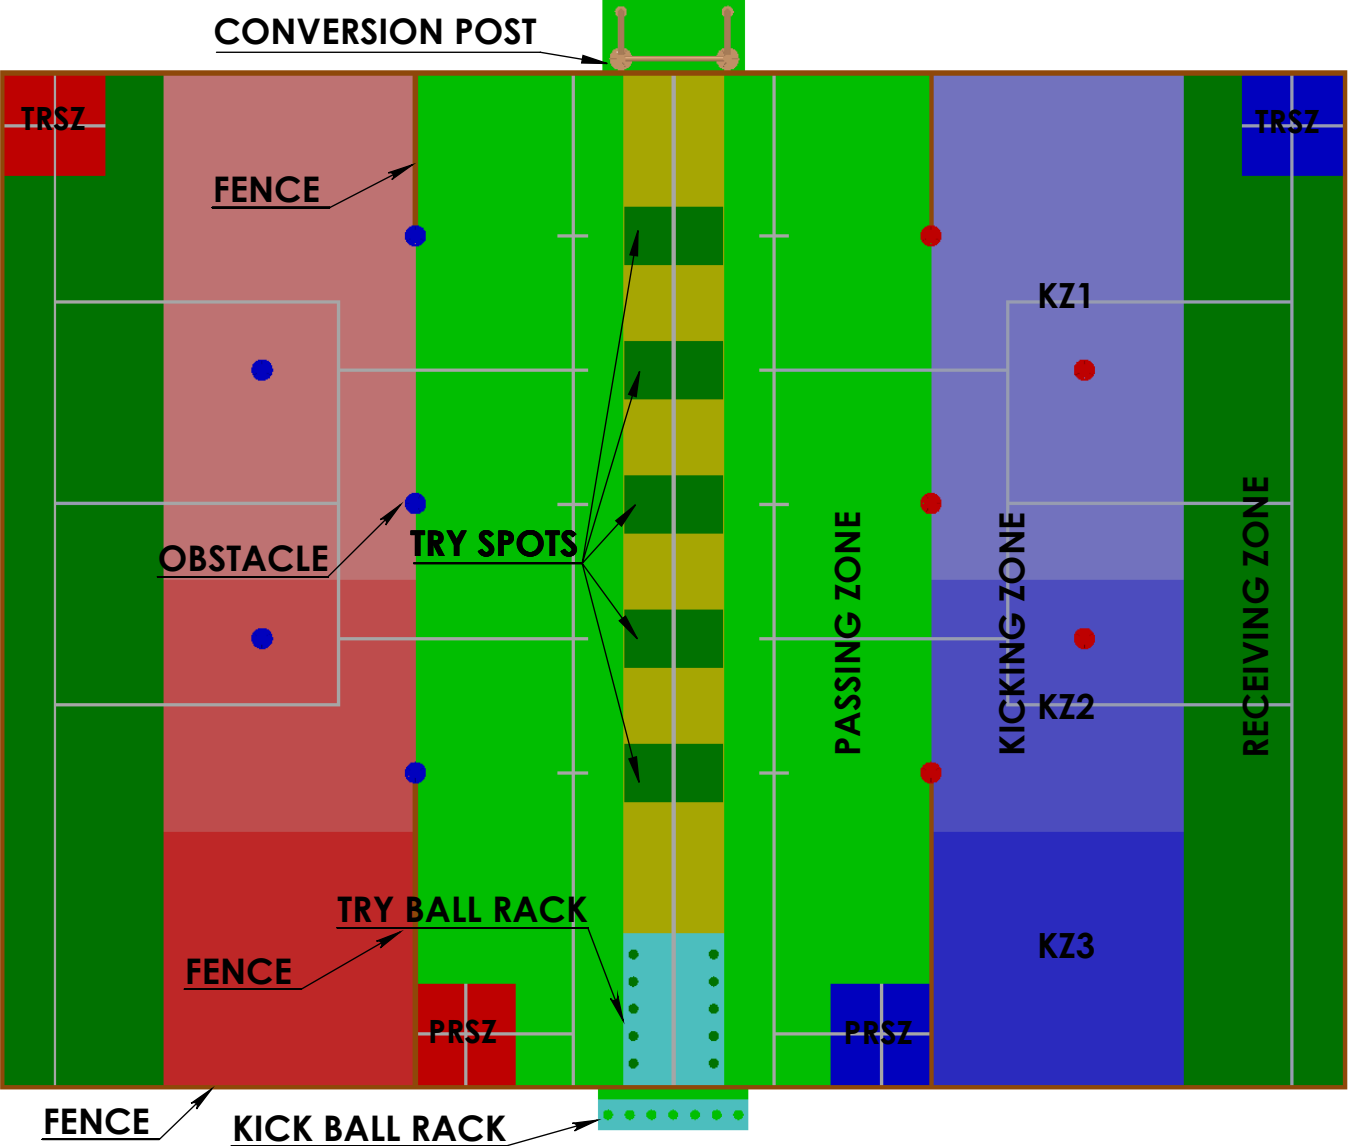 CONVERSION POST
TRSZ
TRSZ
FENCE
KZ1
OBSTACLE
TRY SPOTS
PASSING ZONE
KICKING ZONE
RECEIVING ZONE
KZ2
TRY BALL RACK
FENCE
KZ3
PRSZ
PRSZ
FENCE
KICK BALL RACK